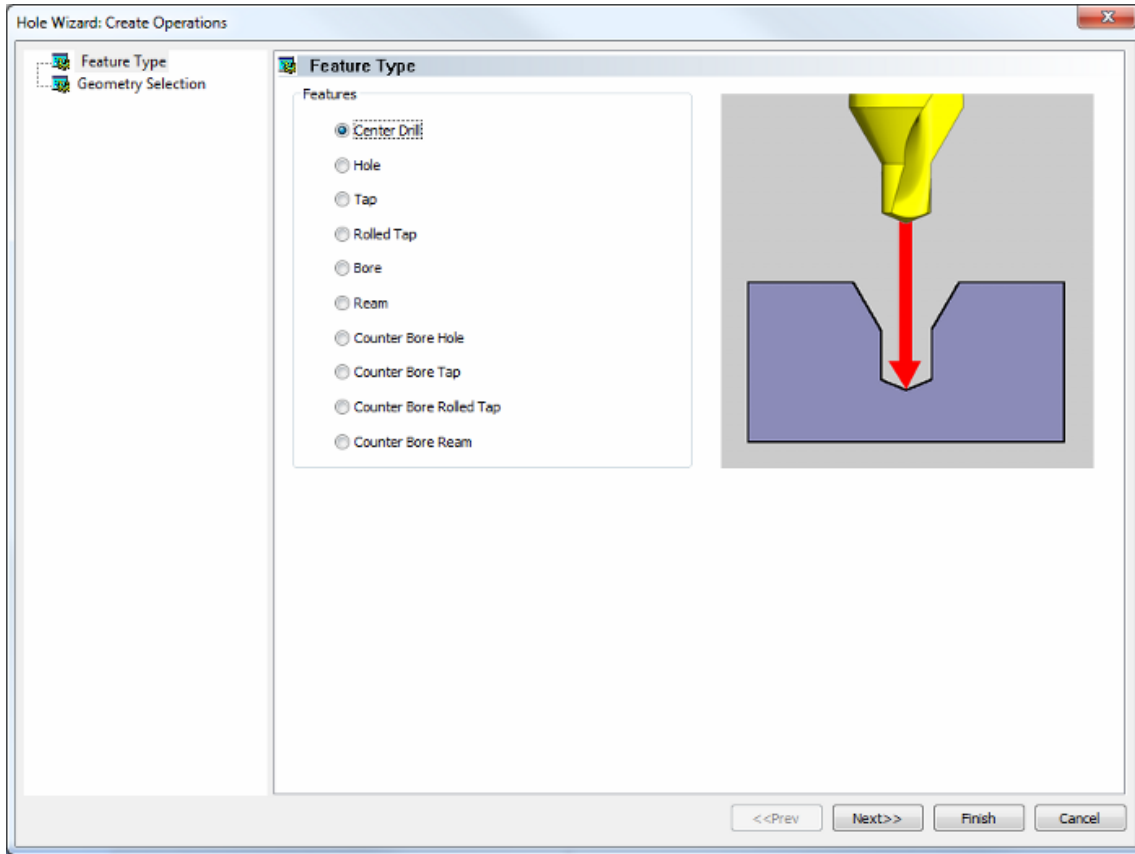 Hole Wizard: Create Operations
Feature Type
Geometry Selection
Feature Type
Features
Center Drill
Hole
Tap
Rolled Tap
Bore
Ream
Counter Bore Hole
Counter Bore Tap
Counter Bore Rolled Tap
Counter Bore Ream
<<Prev
Next>>
Finish
Cancel